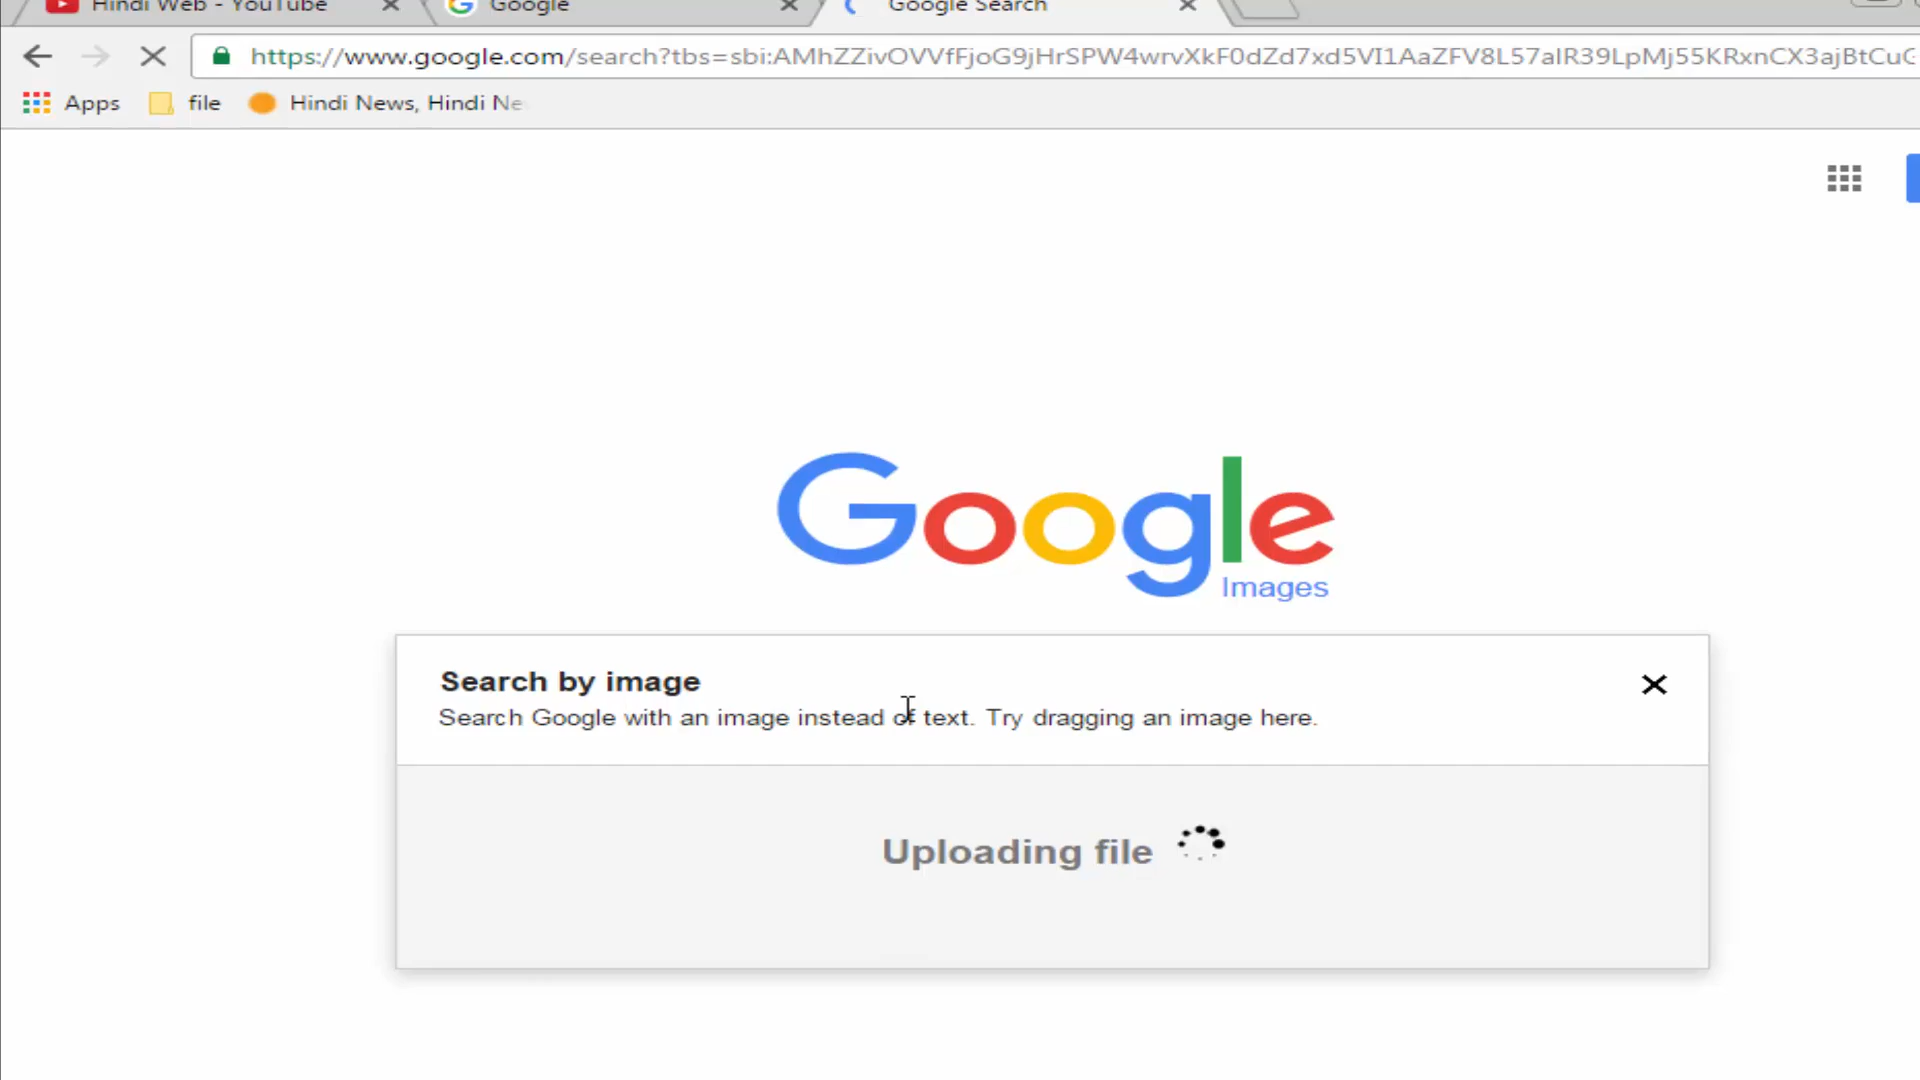 Hindi Web - YouTube
Google
Google Search
https://www.google.com/search?tbs=sbi:AMhZZivOVVfFjoG9jHrSPW4wrvXkF0dZd7xd5VI1AaZFV8L57alR39LpMj55KRxnCX3ajBtCuG
Apps
file
Hindi News, Hindi Ne
Google
Images
Search by image
Search Google with an image instead of text. Try dragging an image here.
Uploading file